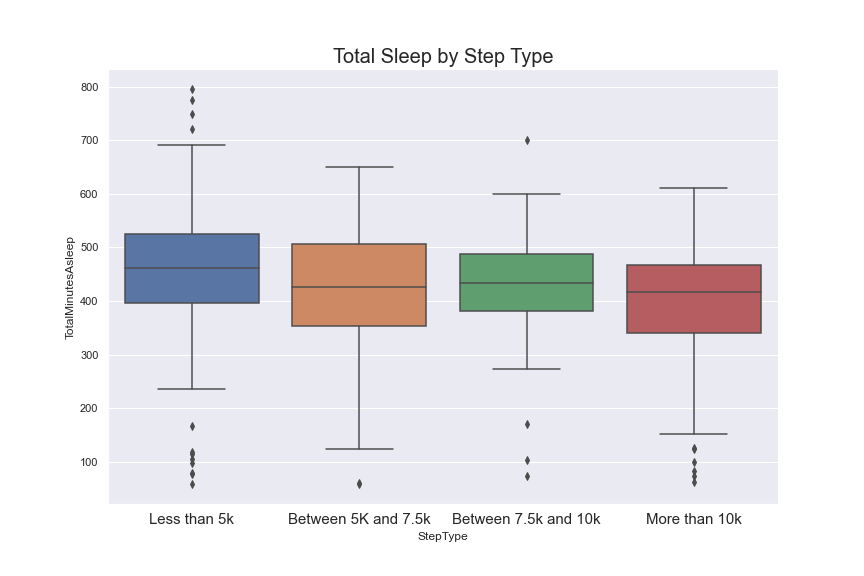 Total Sleep by Step Type
TotalMinutesAsleep
800
700
600
500
400
300
200
100
Less than 5k
Between 5K and 7.5k
Between 7.5k and 10k
More than 10k
StepType